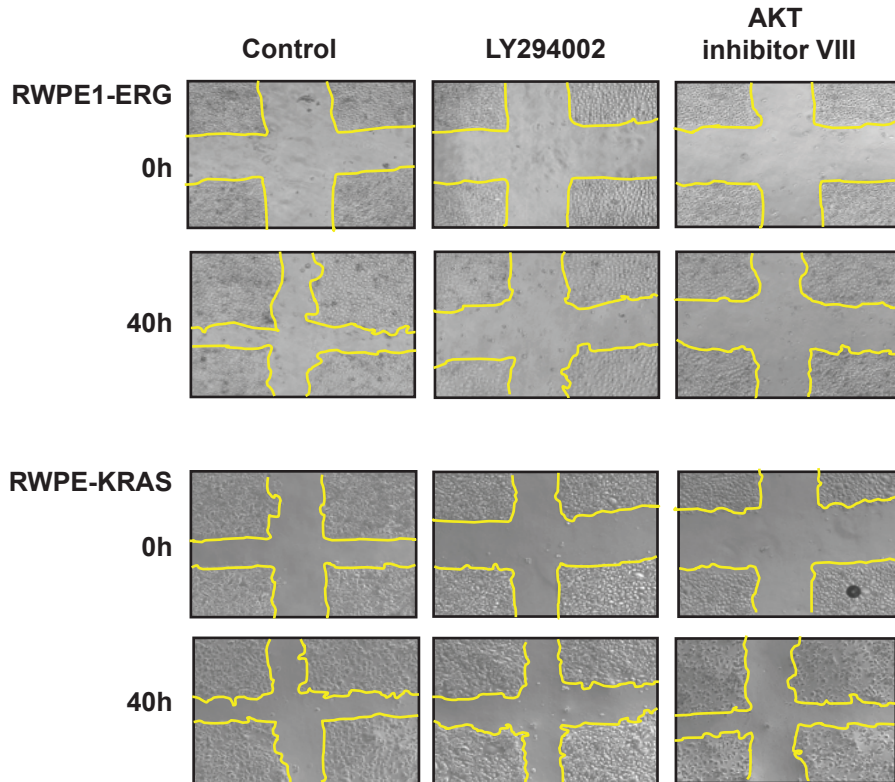 Control
LY294002
AKT
inhibitor VIII
RWPE1-ERG
0h
40h
RWPE-KRAS
0h
40h